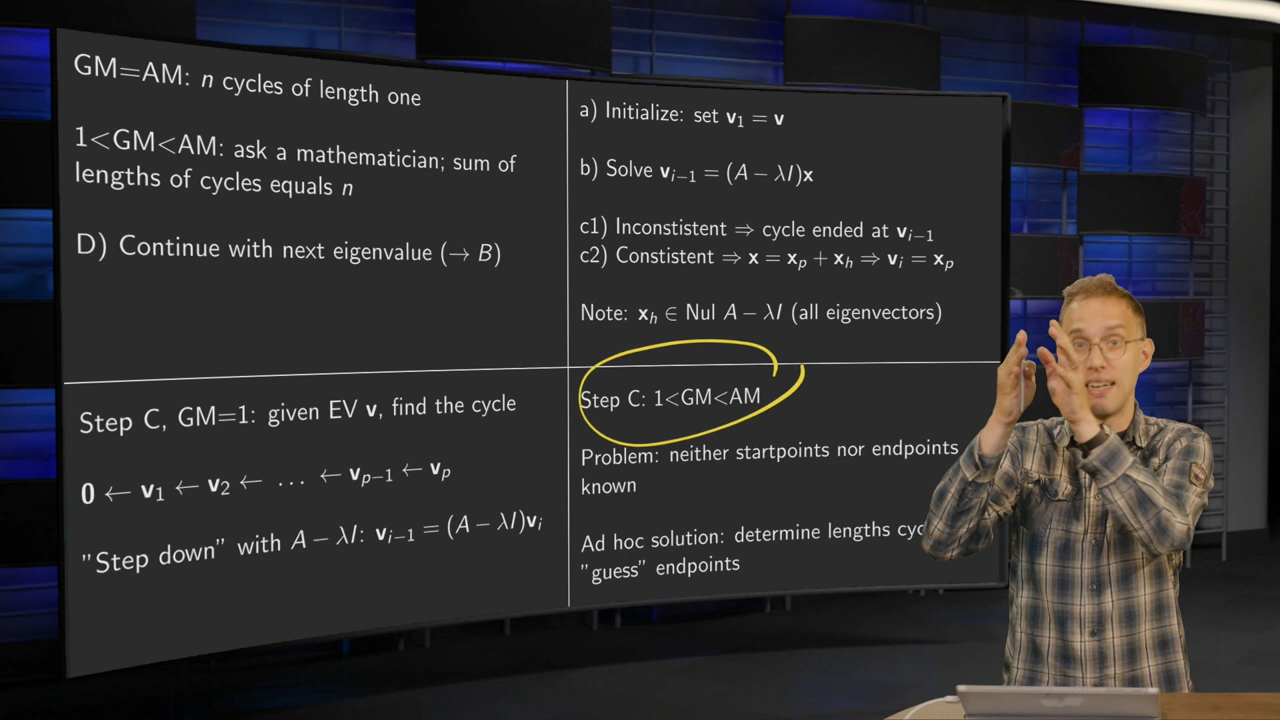 GM=AM: n cycles of length one
1<GM<AM: ask a mathematician; sum of
lengths of cycles equals n
D) Continue with next eigenvalue (→ B)
a) Initialize: set v₁ = v
b) Solve vᵢ₋₁ = (A − λI)x
c1) Inconstistent ⇒ cycle ended at vᵢ₋₁
c2) Constistent ⇒ x = xₚ + xₕ ⇒ vᵢ = xₚ
Note: xₕ ∈ Nul A − λI (all eigenvectors)
Step C, GM=1: given EV v, find the cycle
0 ← v₁ ← v₂ ← … ← vₚ₋₁ ← vₚ
"Step down" with A − λI: vᵢ₋₁ = (A − λI)vᵢ
Step C: 1<GM<AM
Problem: neither startpoints nor endpoints
known
Ad hoc solution: determine lengths
"guess" endpoints